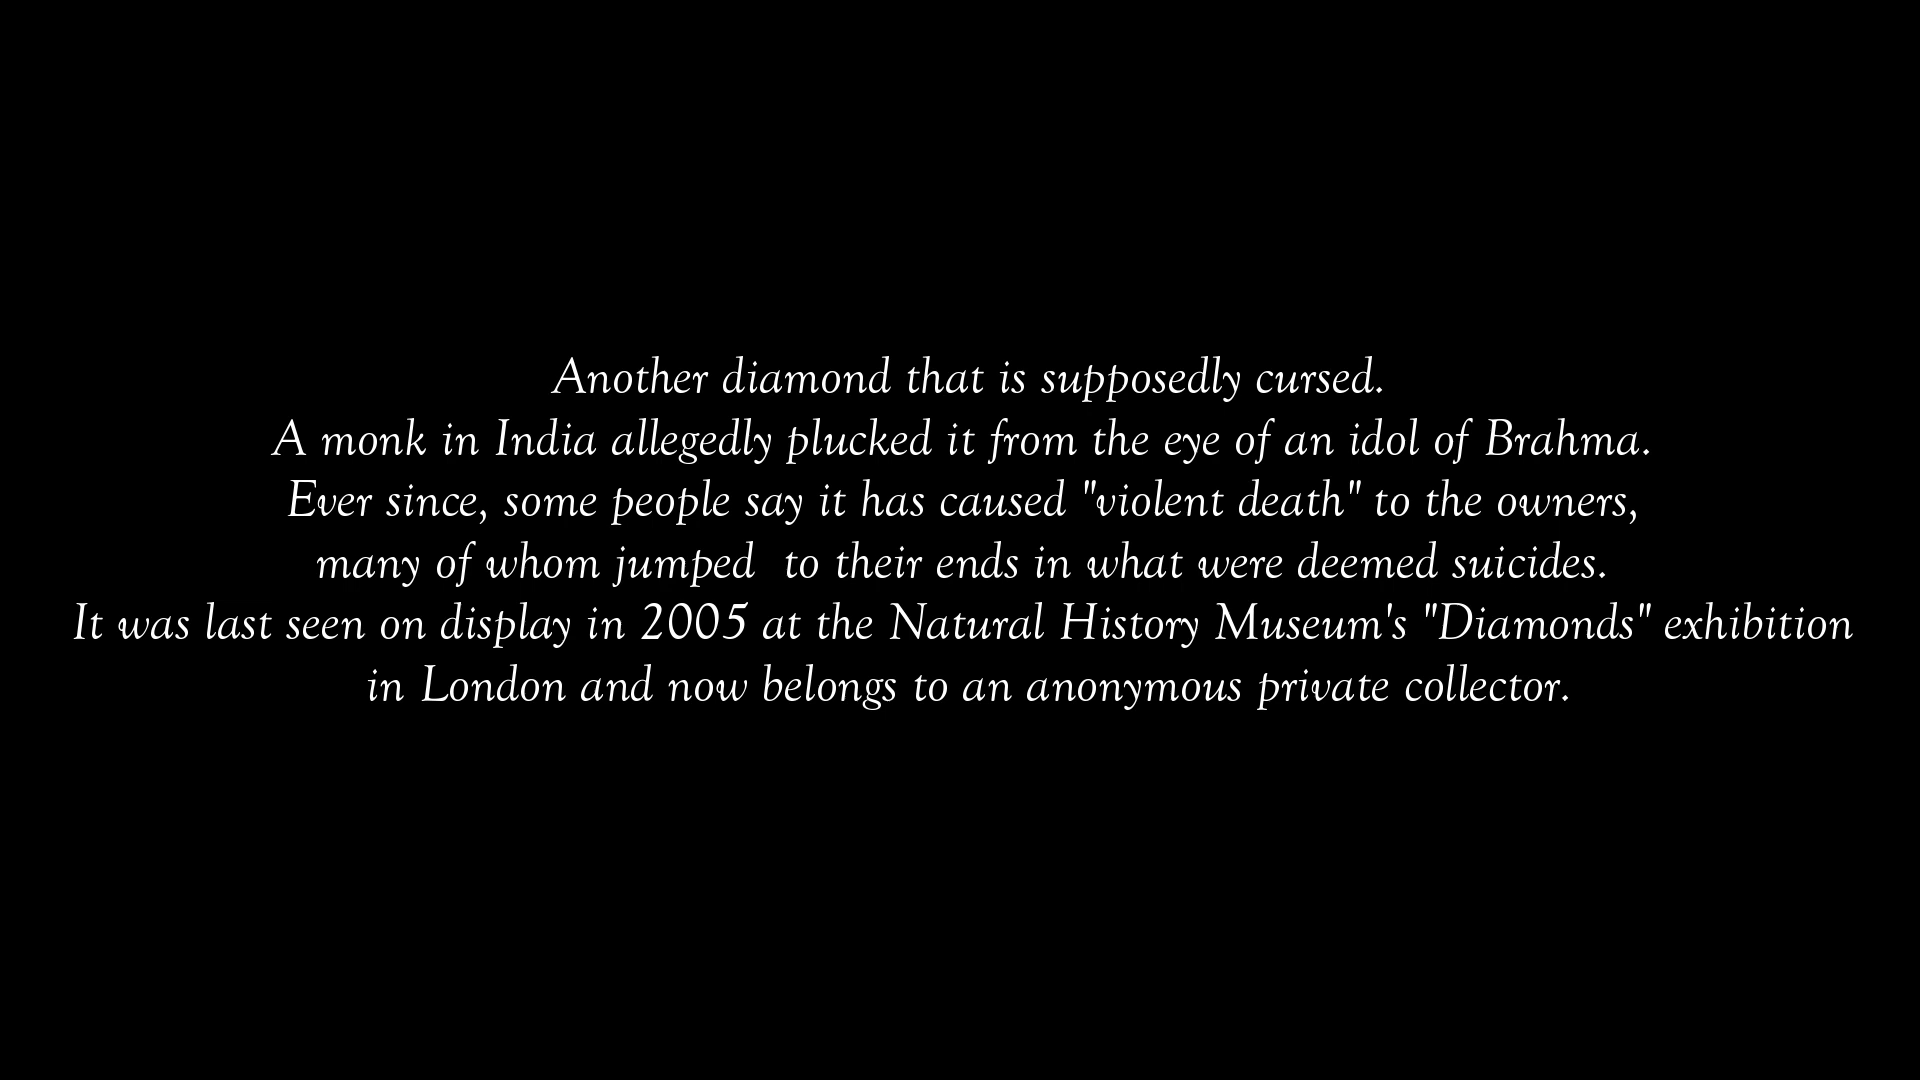 Another diamond that is supposedly cursed.
A monk in India allegedly plucked it from the eye of an idol of Brahma.
Ever since, some people say it has caused "violent death" to the owners,
many of whom jumped  to their ends in what were deemed suicides.
It was last seen on display in 2005 at the Natural History Museum's "Diamonds" exhibition
in London and now belongs to an anonymous private collector.